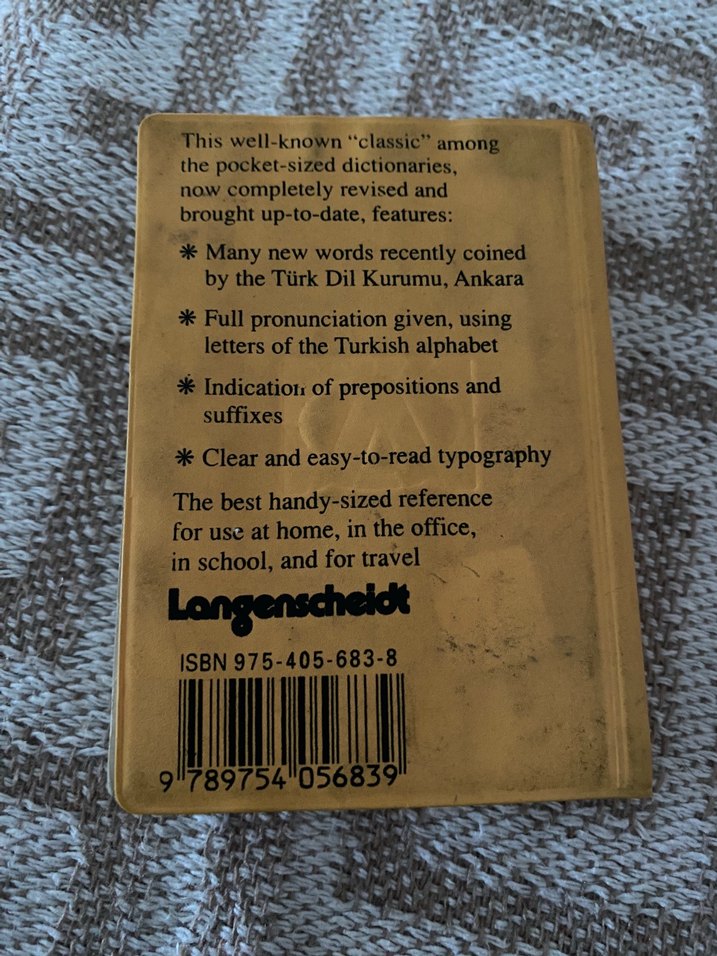 This well-known “classic” among
the pocket-sized dictionaries,
now completely revised and
brought up-to-date, features:
* Many new words recently coined
by the Türk Dil Kurumu, Ankara
* Full pronunciation given, using
letters of the Turkish alphabet
* Indication of prepositions and
suffixes
* Clear and easy-to-read typography
The best handy-sized reference
for use at home, in the office,
in school, and for travel
Langenscheidt
ISBN 975-405-683-8
9 789754 056839